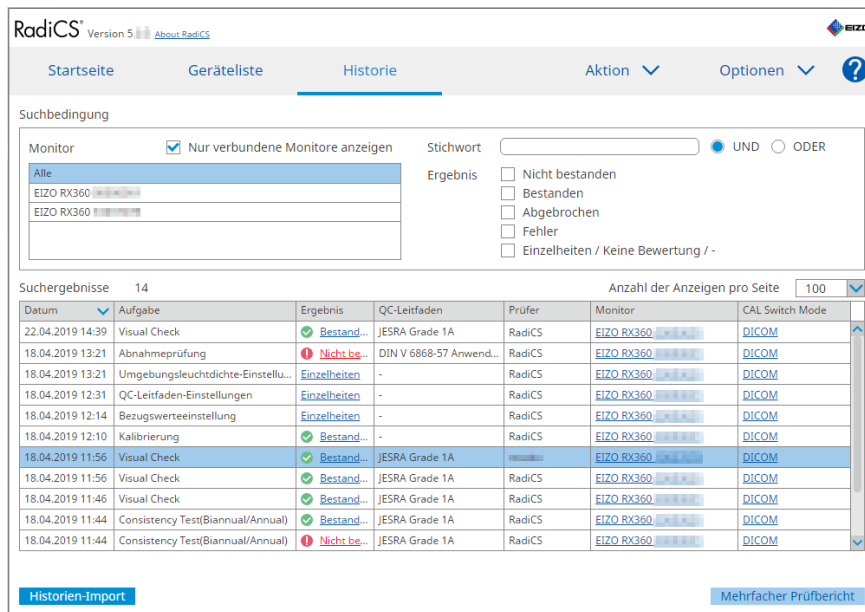 RadiCS® Version 5. About RadiCS EIZO
Startseite Geräteliste Historie Aktion Optionen ?
Suchbedingung
Monitor Nur verbundene Monitore anzeigen Stichwort UND ODER
Alle
EIZO RX360
EIZO RX360
Ergebnis Nicht bestanden
Bestanden
Abgebrochen
Fehler
Einzelheiten / Keine Bewertung / -
Suchergebnisse 14 Anzahl der Anzeigen pro Seite 100
Datum Aufgabe Ergebnis QC-Leitfaden Prüfer Monitor CAL Switch Mode
22.04.2019 14:39 Visual Check Bestand... JESRA Grade 1A RadiCS EIZO RX360 DICOM
18.04.2019 13:21 Abnahmeprüfung Nicht be... DIN V 6868-57 Anwend... RadiCS EIZO RX360 DICOM
18.04.2019 13:21 Umgebungsleuchtdichte-Einstellu... Einzelheiten - RadiCS EIZO RX360 DICOM
18.04.2019 12:31 QC-Leitfaden-Einstellungen Einzelheiten - RadiCS EIZO RX360 DICOM
18.04.2019 12:14 Bezugswerteeinstellung Einzelheiten - RadiCS EIZO RX360 DICOM
18.04.2019 12:10 Kalibrierung Bestand... - RadiCS EIZO RX360 DICOM
18.04.2019 11:56 Visual Check Bestand... JESRA Grade 1A EIZO RX360 DICOM
18.04.2019 11:56 Visual Check Bestand... JESRA Grade 1A RadiCS EIZO RX360 DICOM
18.04.2019 11:46 Visual Check Bestand... JESRA Grade 1A RadiCS EIZO RX360 DICOM
18.04.2019 11:44 Consistency Test(Biannual/Annual) Bestand... JESRA Grade 1A RadiCS EIZO RX360 DICOM
18.04.2019 11:44 Consistency Test(Biannual/Annual) Nicht be... JESRA Grade 1A RadiCS EIZO RX360 DICOM
Historien-Import Mehrfacher Prüfbericht